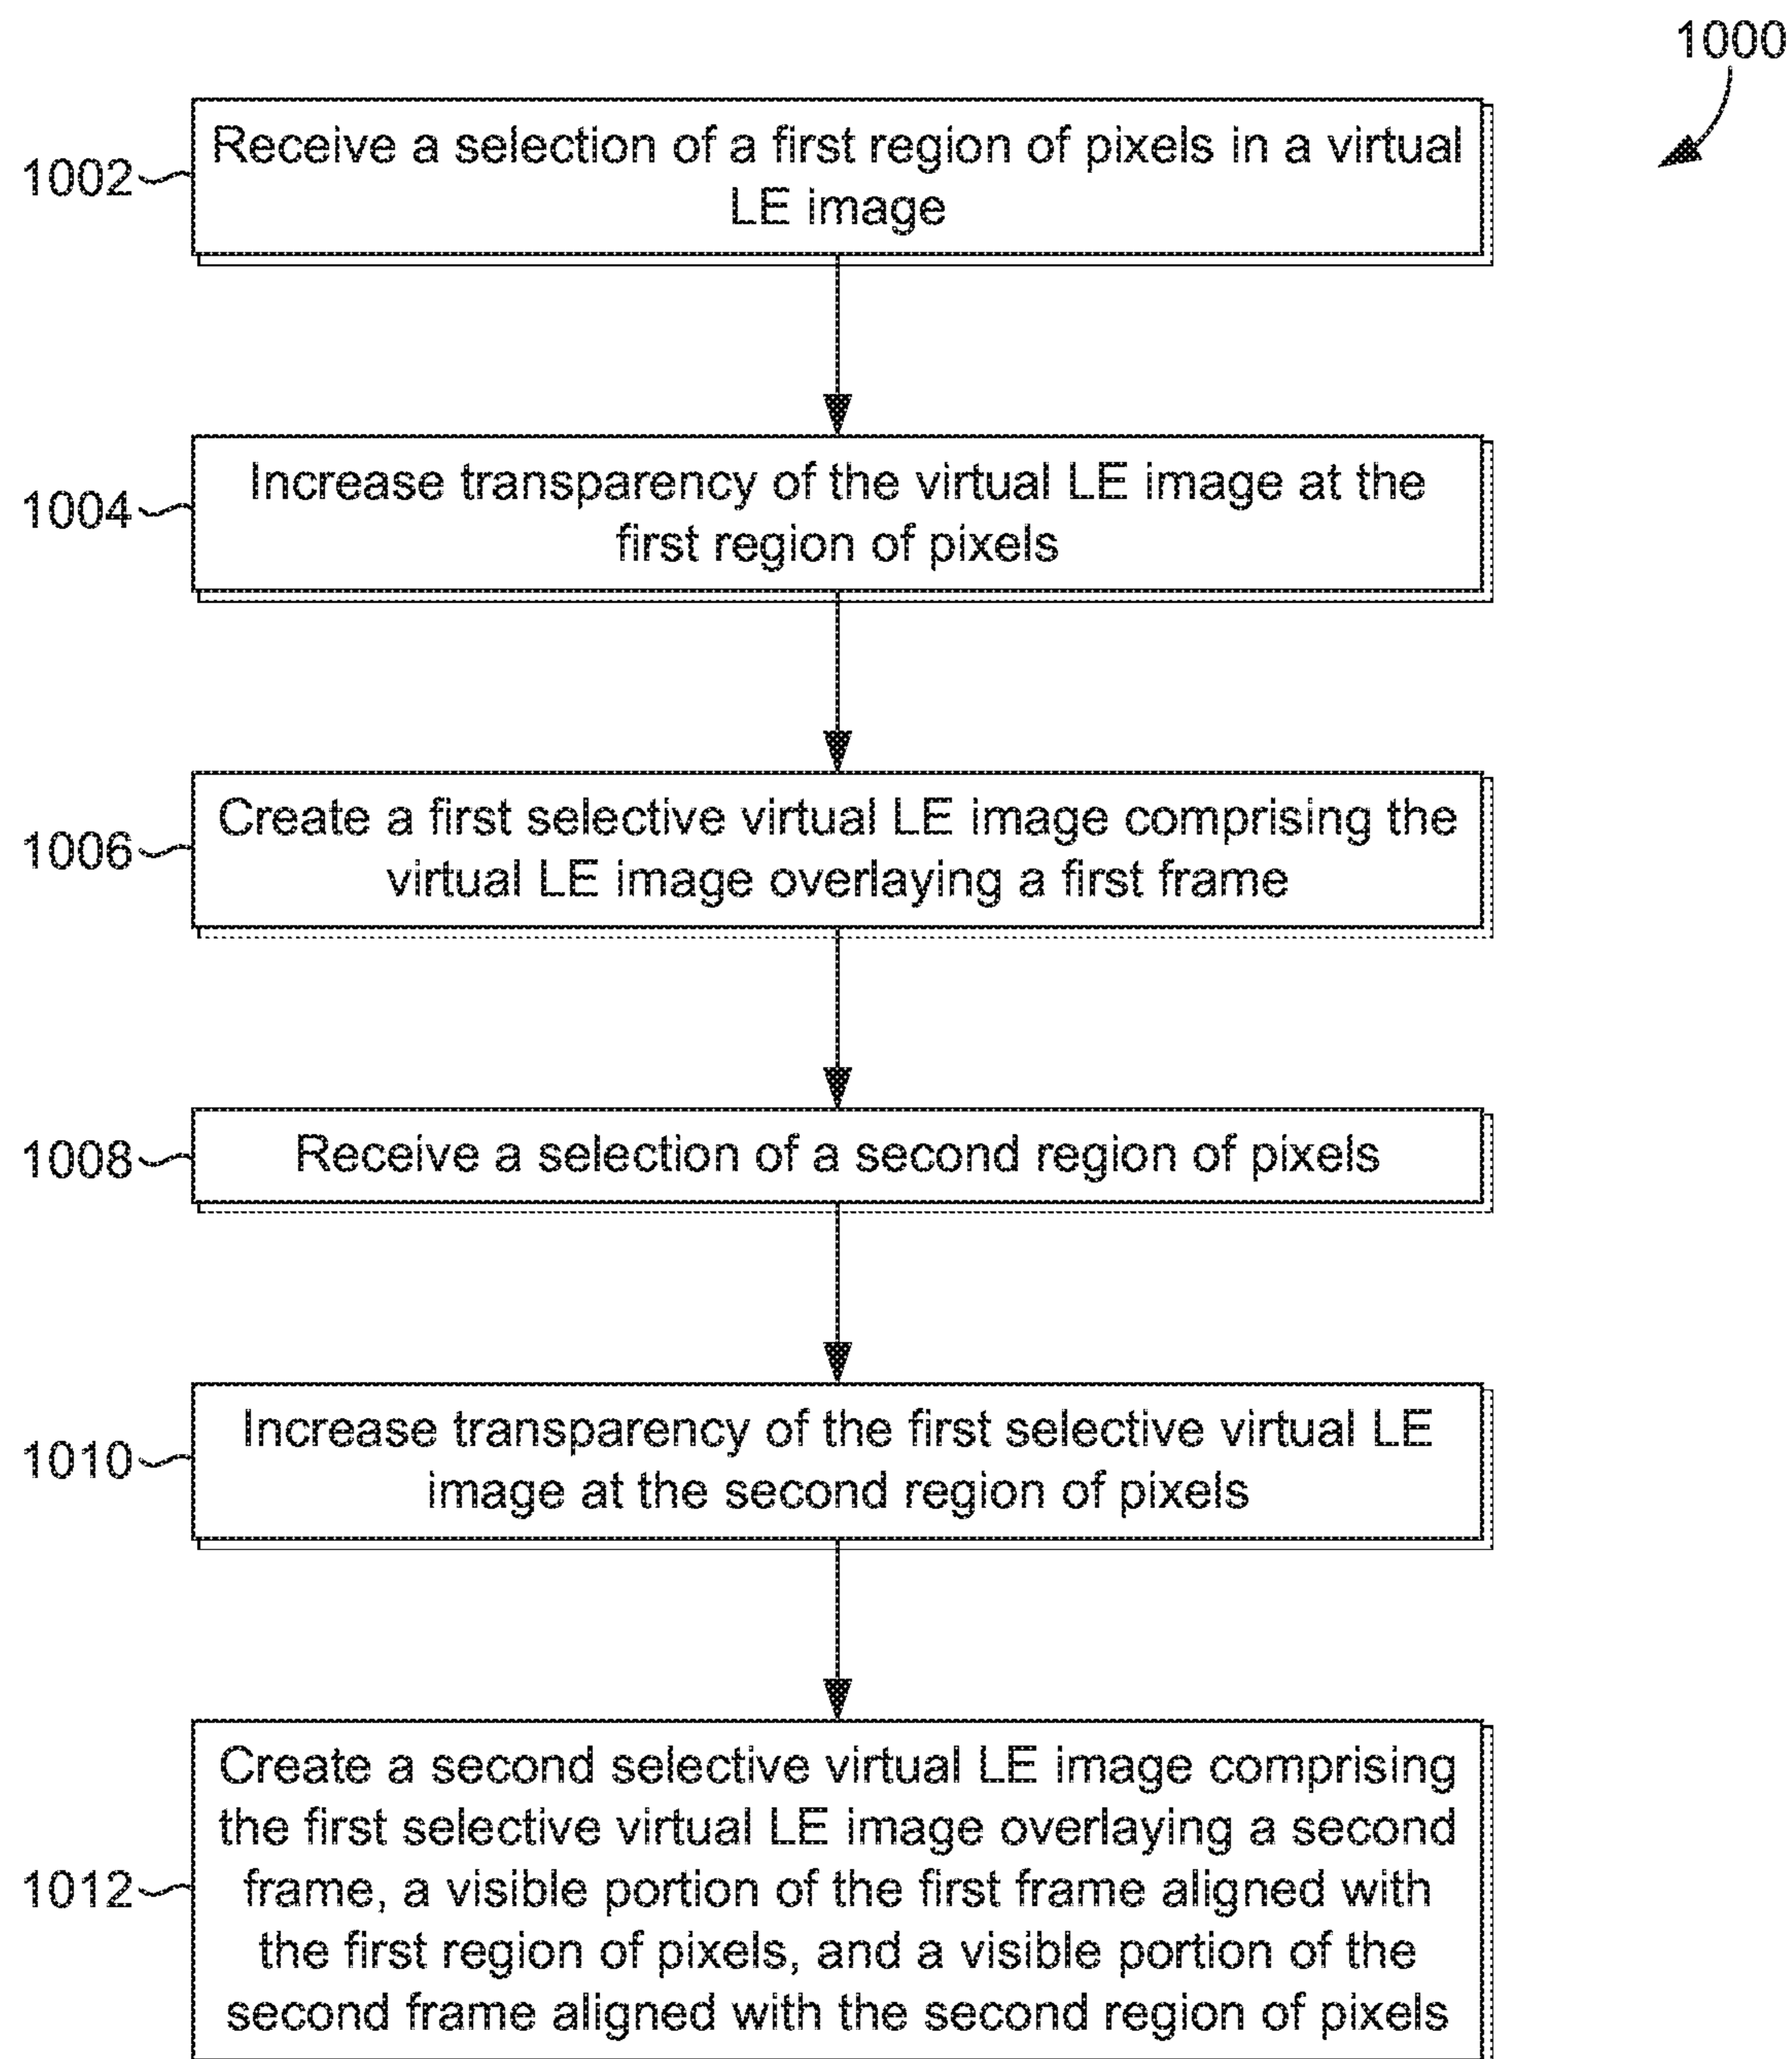 1000
1002
Receive a selection of a first region of pixels in a virtual
LE image
1004
Increase transparency of the virtual LE image at the
first region of pixels
1006
Create a first selective virtual LE image comprising the
virtual LE image overlaying a first frame
1008
Receive a selection of a second region of pixels
1010
Increase transparency of the first selective virtual LE
image at the second region of pixels
1012
Create a second selective virtual LE image comprising
the first selective virtual LE image overlaying a second
frame, a visible portion of the first frame aligned with
the first region of pixels, and a visible portion of the
second frame aligned with the second region of pixels